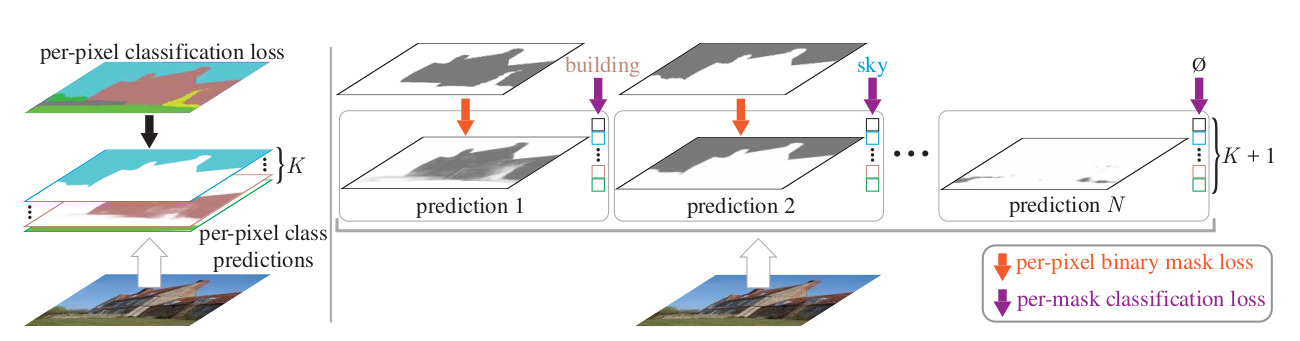 per-pixel classification loss
K
per-pixel class
predictions
building
sky
Ø
prediction 1
prediction 2
prediction N
K + 1
per-pixel binary mask loss
per-mask classification loss